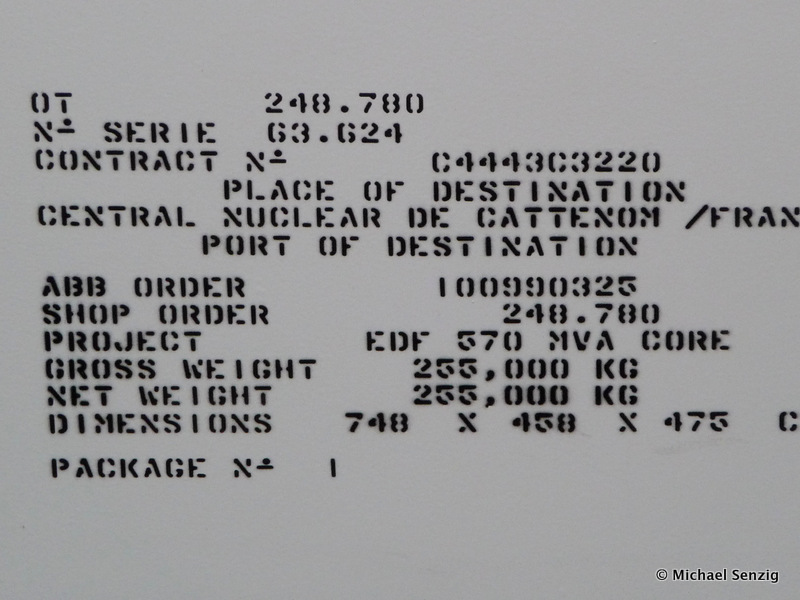 OT 248.780
Nº SERIE 63.624
CONTRACT Nº C4443C3220
PLACE OF DESTINATION
CENTRAL NUCLEAR DE CATTENOM /FRAN
PORT OF DESTINATION
ABB ORDER 100990325
SHOP ORDER 248.780
PROJECT EDF 570 MVA CORE
GROSS WEIGHT 255,000 KG
NET WEIGHT 255,000 KG
DIMENSIONS 748 X 458 X 475 C
PACKAGE Nº 1
© Michael Senzig